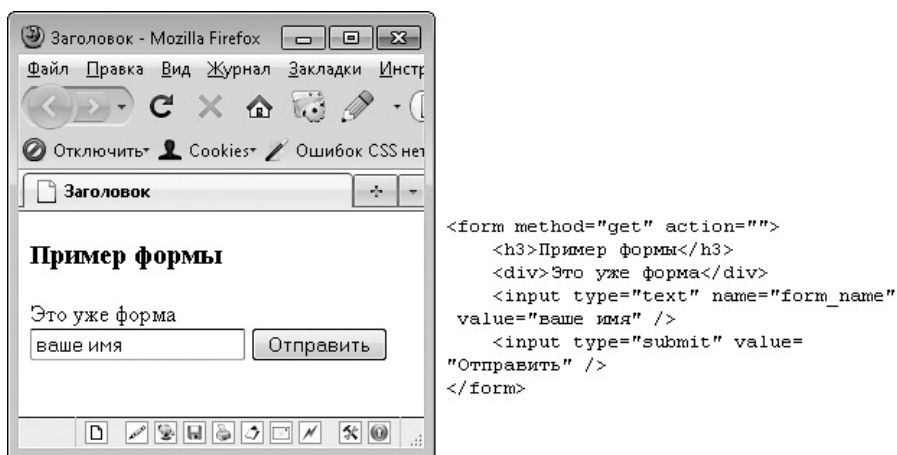 Заголовок - Mozilla Firefox
Файл Правка Вид Журнал Закладки Инстр
Отключить Cookies Ошибок CSS нет
Заголовок
Пример формы
Это уже форма
ваше имя Отправить
<form method="get" action="">
<h3>Пример формы</h3>
<div>Это уже форма</div>
<input type="text" name="form_name"
value="ваше имя" />
<input type="submit" value=
"Отправить" />
</form>